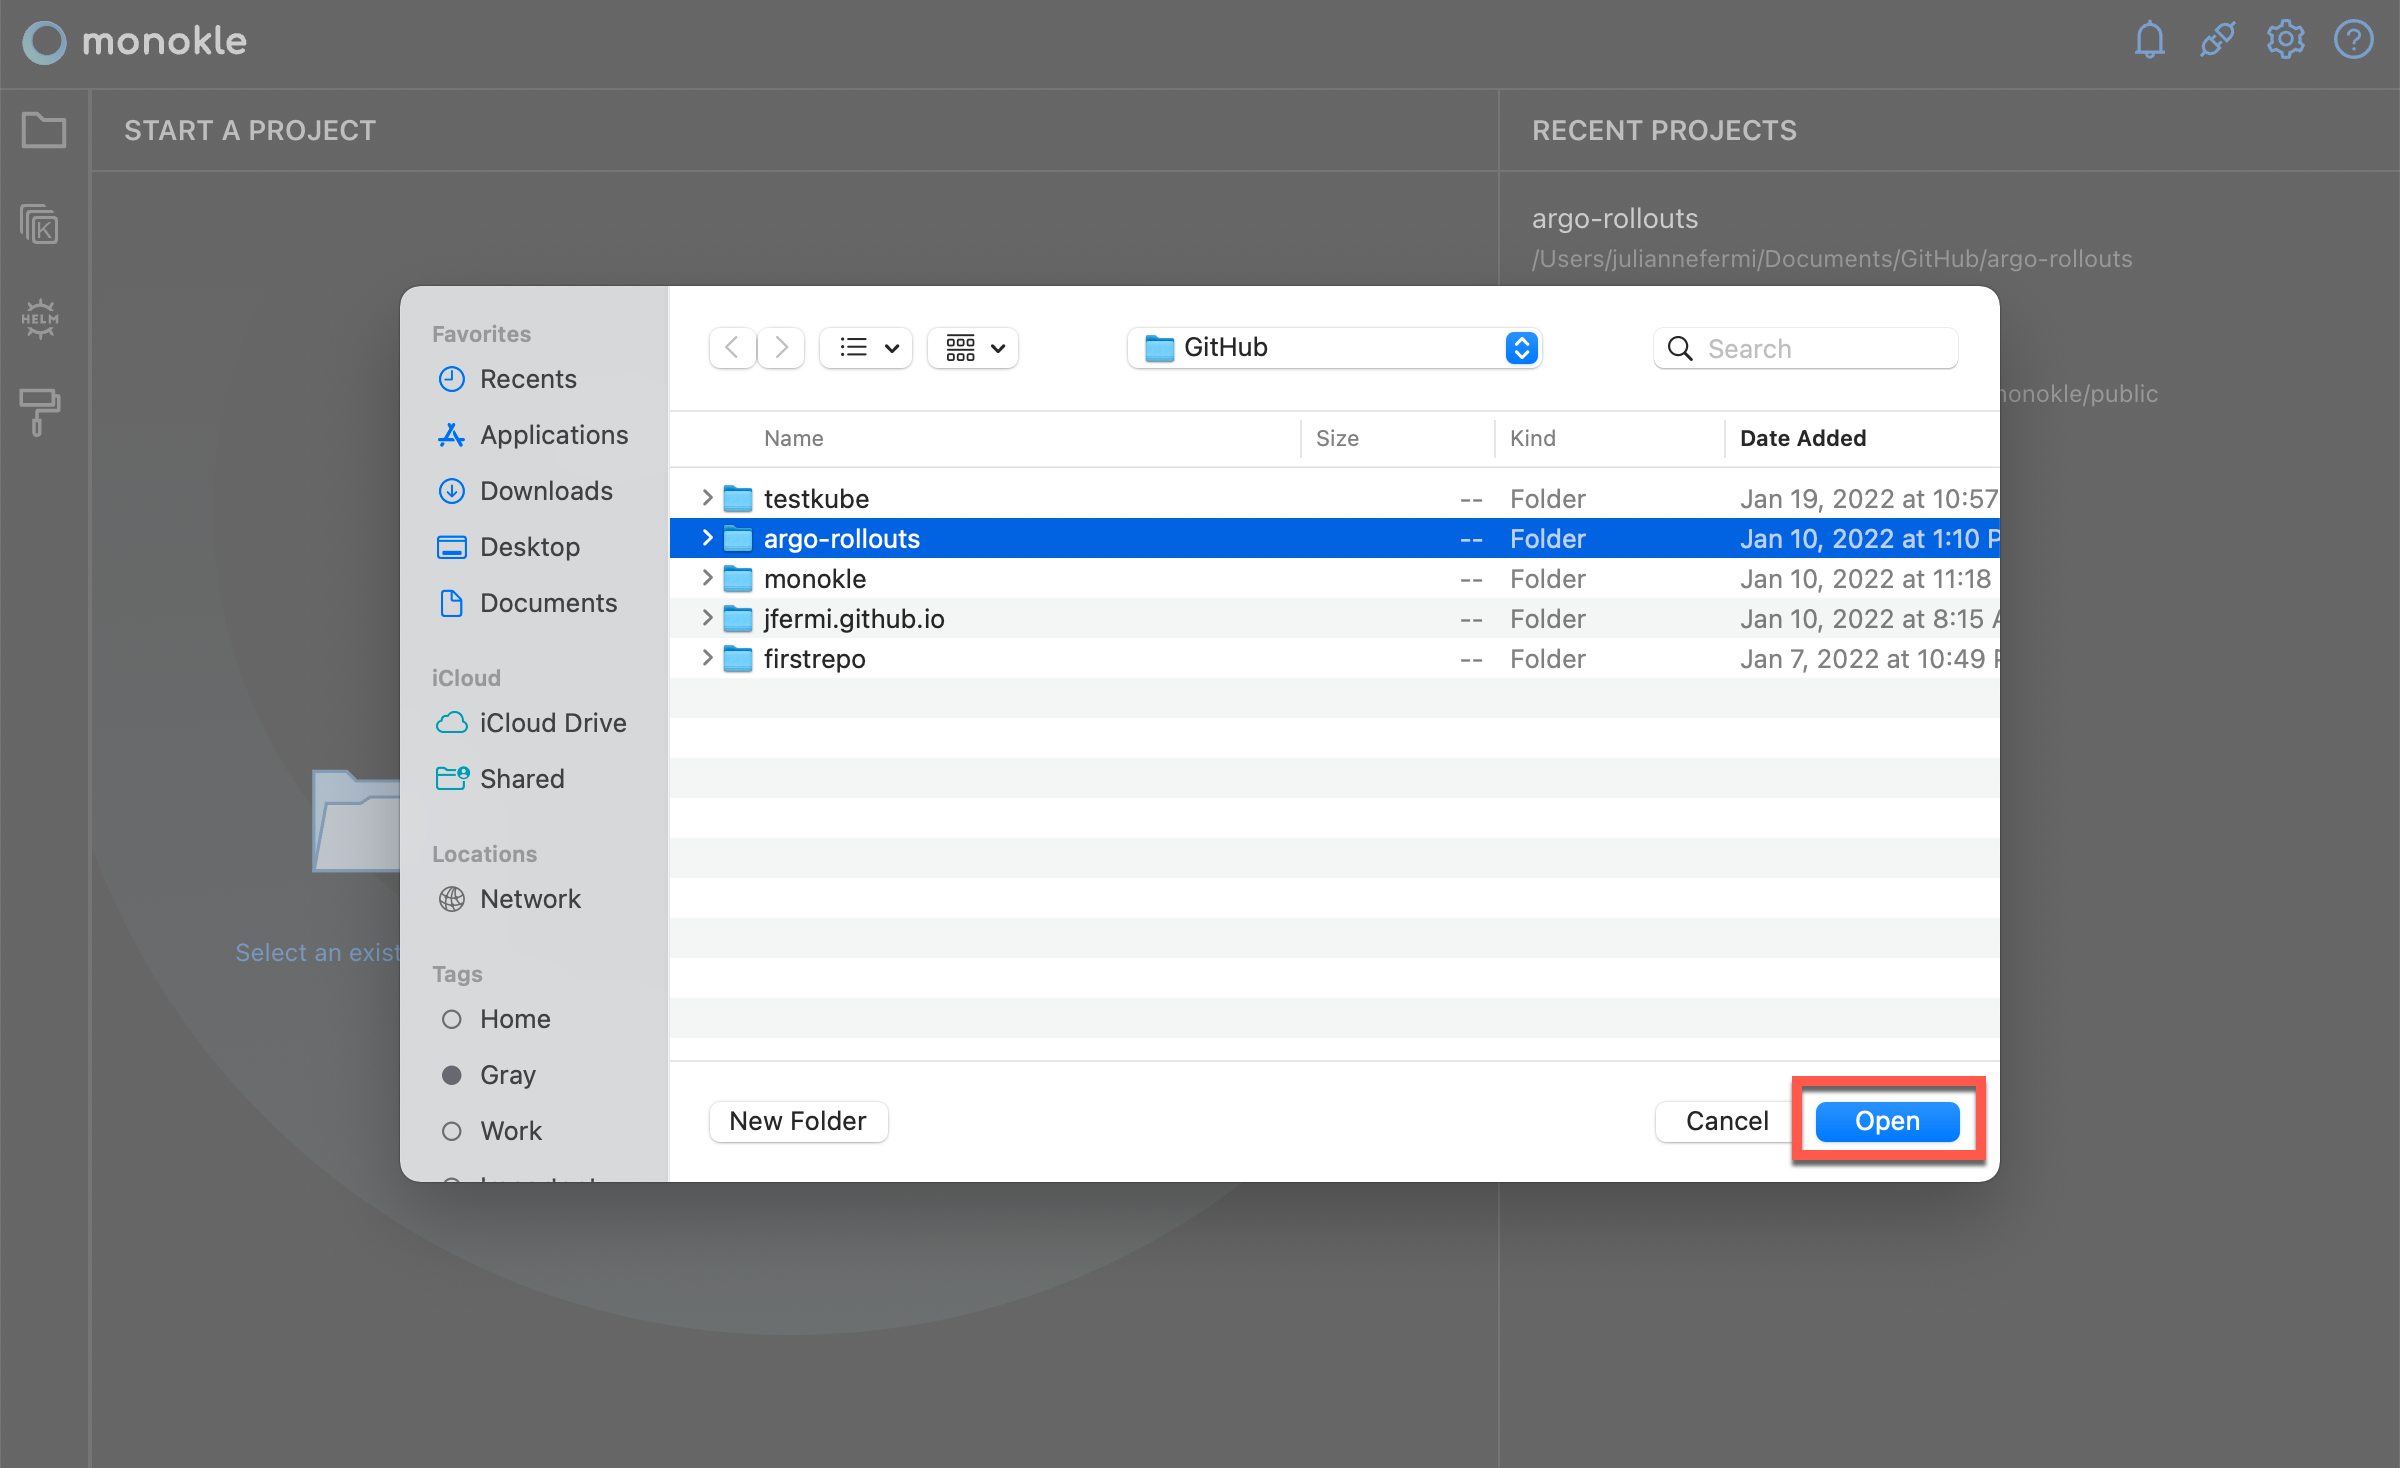 monokle
START A PROJECT
RECENT PROJECTS
argo-rollouts
/Users/juliannefermi/Documents/GitHub/argo-rollouts
onokle/public
HELM
K
Select an exist
Favorites
Recents
Applications
Downloads
Desktop
Documents
iCloud
iCloud Drive
Shared
Locations
Network
Tags
Home
Gray
Work
GitHub
Search
Name Size Kind Date Added
testkube -- Folder Jan 19, 2022 at 10:57
argo-rollouts -- Folder Jan 10, 2022 at 1:10 P
monokle -- Folder Jan 10, 2022 at 11:18
jfermi.github.io -- Folder Jan 10, 2022 at 8:15 A
firstrepo -- Folder Jan 7, 2022 at 10:49
New Folder
Cancel
Open